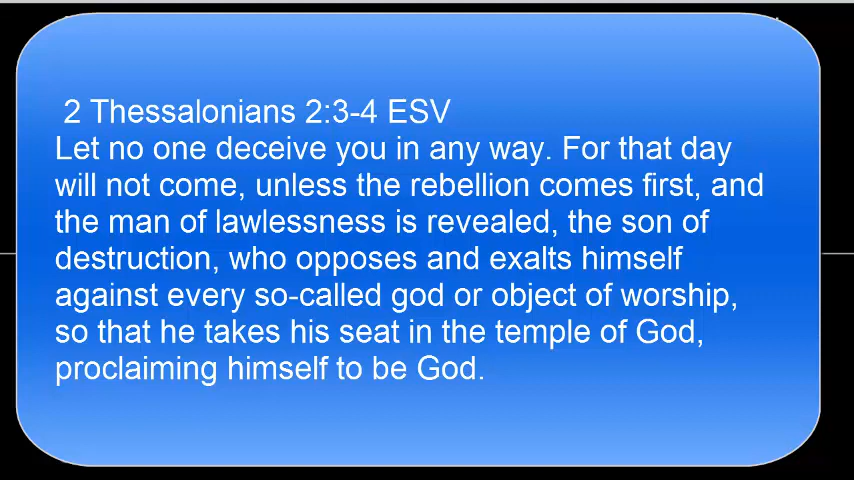 2 Thessalonians 2:3-4 ESV
Let no one deceive you in any way. For that day
will not come, unless the rebellion comes first, and
the man of lawlessness is revealed, the son of
destruction, who opposes and exalts himself
against every so-called god or object of worship,
so that he takes his seat in the temple of God,
proclaiming himself to be God.